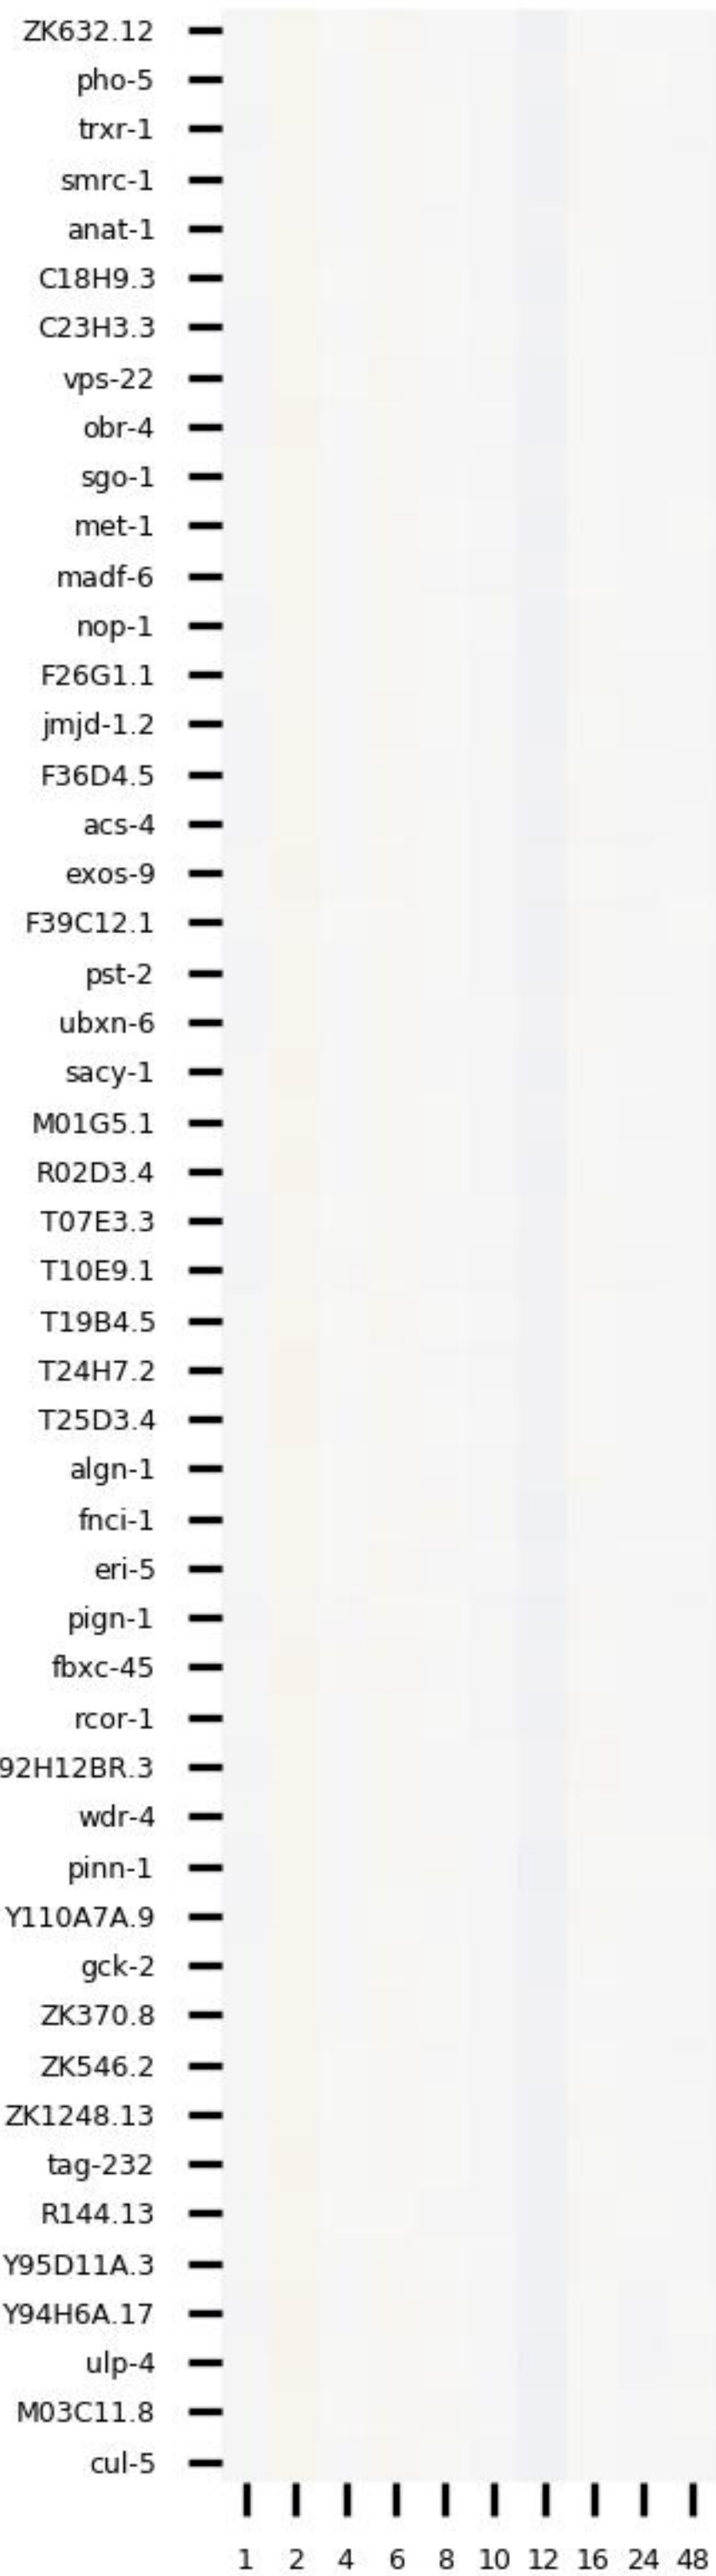 ZK632.12
pho-5
trxr-1
smrc-1
anat-1
C18H9.3
C23H3.3
vps-22
obr-4
sgo-1
met-1
madf-6
nop-1
F26G1.1
jmjd-1.2
F36D4.5
acs-4
exos-9
F39C12.1
pst-2
ubxn-6
sacy-1
M01G5.1
R02D3.4
T07E3.3
T10E9.1
T19B4.5
T24H7.2
T25D3.4
algn-1
fnci-1
eri-5
pign-1
fbxc-45
rcor-1
92H12BR.3
wdr-4
pinn-1
Y110A7A.9
gck-2
ZK370.8
ZK546.2
ZK1248.13
tag-232
R144.13
Y95D11A.3
Y94H6A.17
ulp-4
M03C11.8
cul-5
1 2 4 6 8 10 12 16 24 48